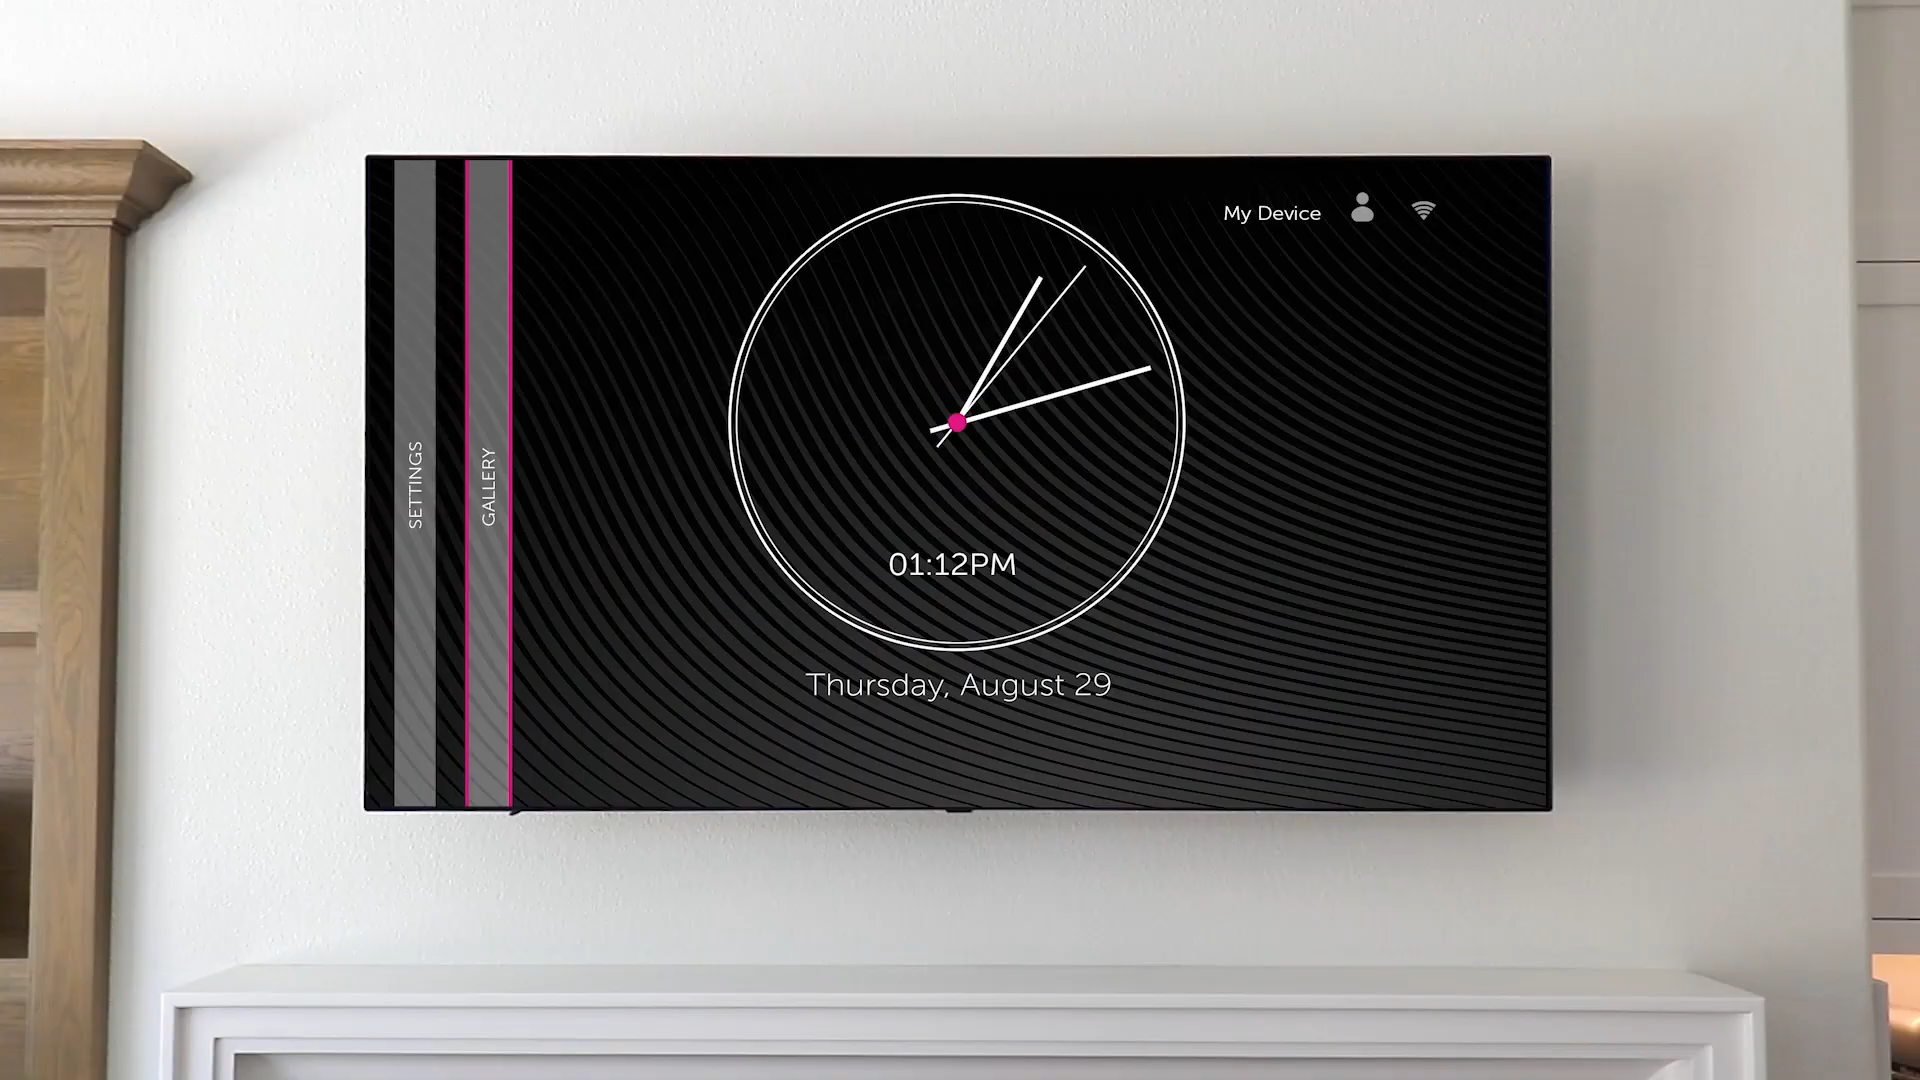 My Device
SETTINGS
GALLERY
01:12PM
Thursday, August 29